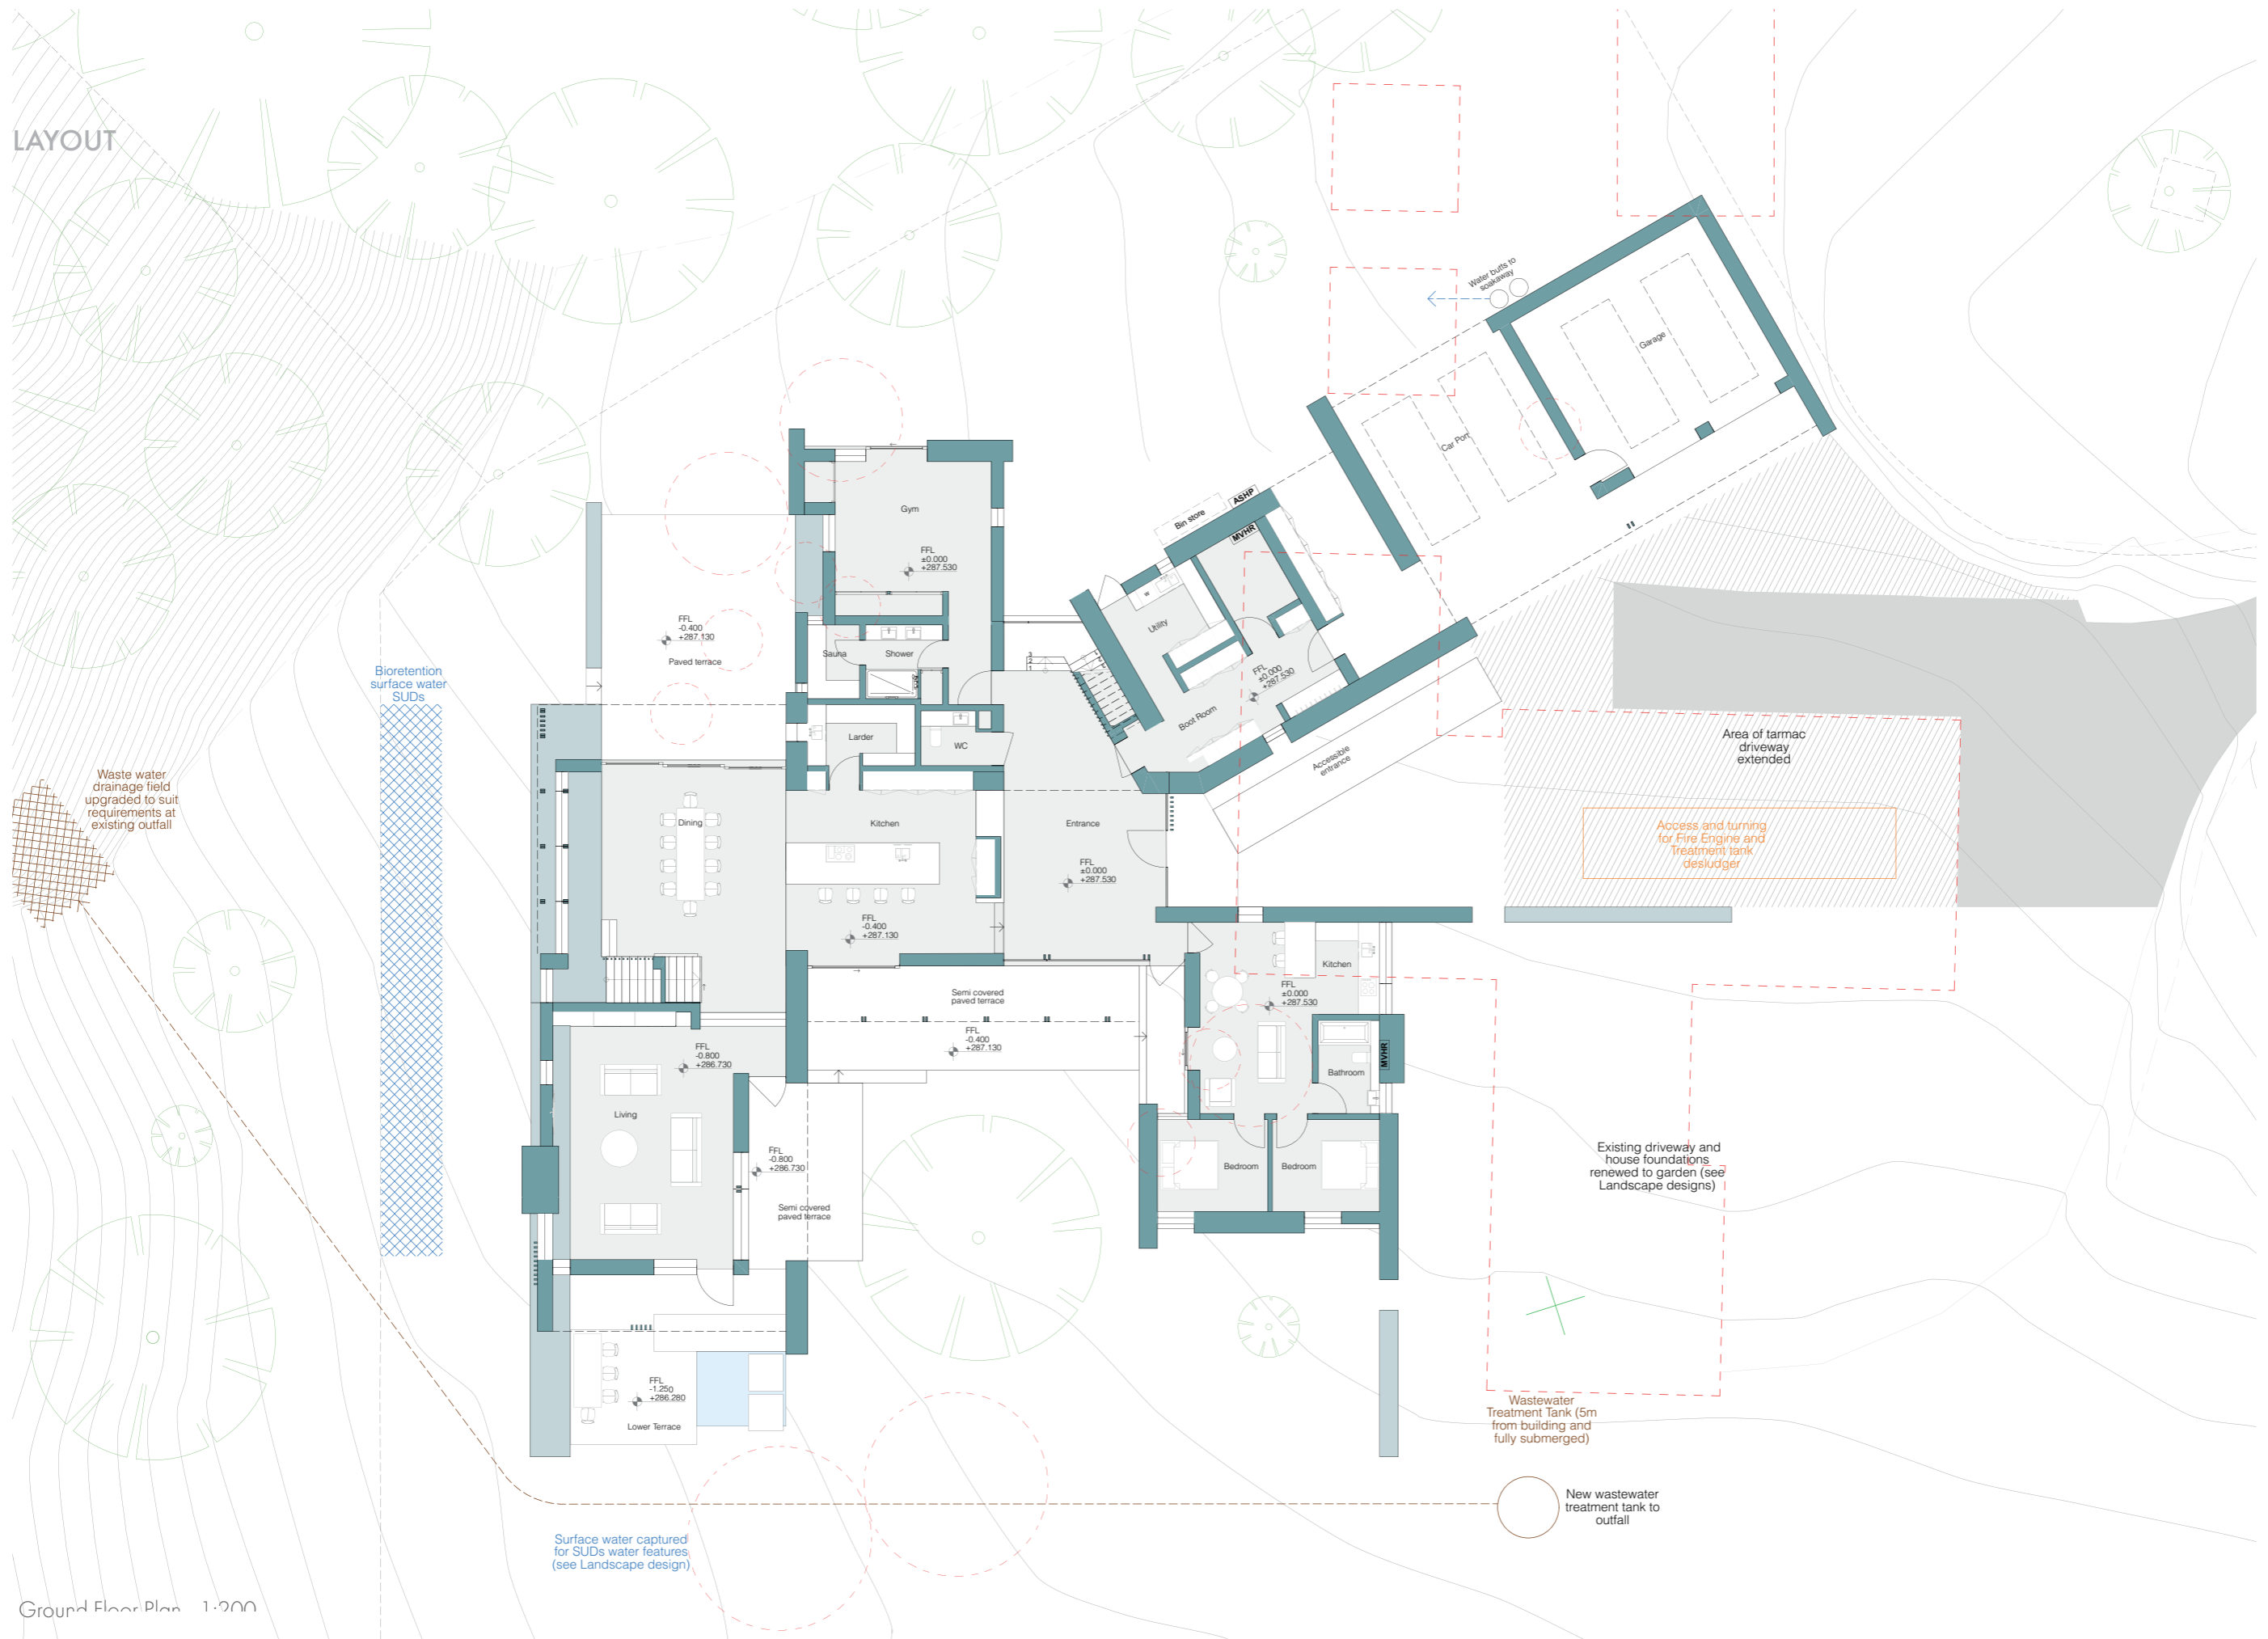 LAYOUT
Water butts to
soakaway
Garage
Car Port
ASHP
Bin store
MVHR
Gym
FFL
±0.000
+287.530
W
Utility
FFL
-0.400
+287.130
Paved terrace
Sauna
Shower
3
2
1
FFL
±0.000
+287.530
Boot Room
Bioretention
surface water
SUDs
Larder
WC
Accessible
entrance
Area of tarmac
driveway
extended
Waste water
drainage field
upgraded to suit
requirements at
existing outfall
Dining
Kitchen
Entrance
Access and turning
for Fire Engine and
Treatment tank
desludger
FFL
±0.000
+287.530
FFL
-0.400
+287.130
Kitchen
Semi covered
paved terrace
FFL
±0.000
+287.530
FFL
-0.400
+287.130
FFL
-0.800
+286.730
MVHR
Bathroom
Living
FFL
-0.800
+286.730
Bedroom
Bedroom
Existing driveway and
house foundations
renewed to garden (see
Landscape designs)
Semi covered
paved terrace
FFL
-1.250
+286.280
Lower Terrace
Wastewater
Treatment Tank (5m
from building and
fully submerged)
New wastewater
treatment tank to
outfall
Surface water captured
for SUDs water features
(see Landscape design)
Ground Floor Plan 1:200